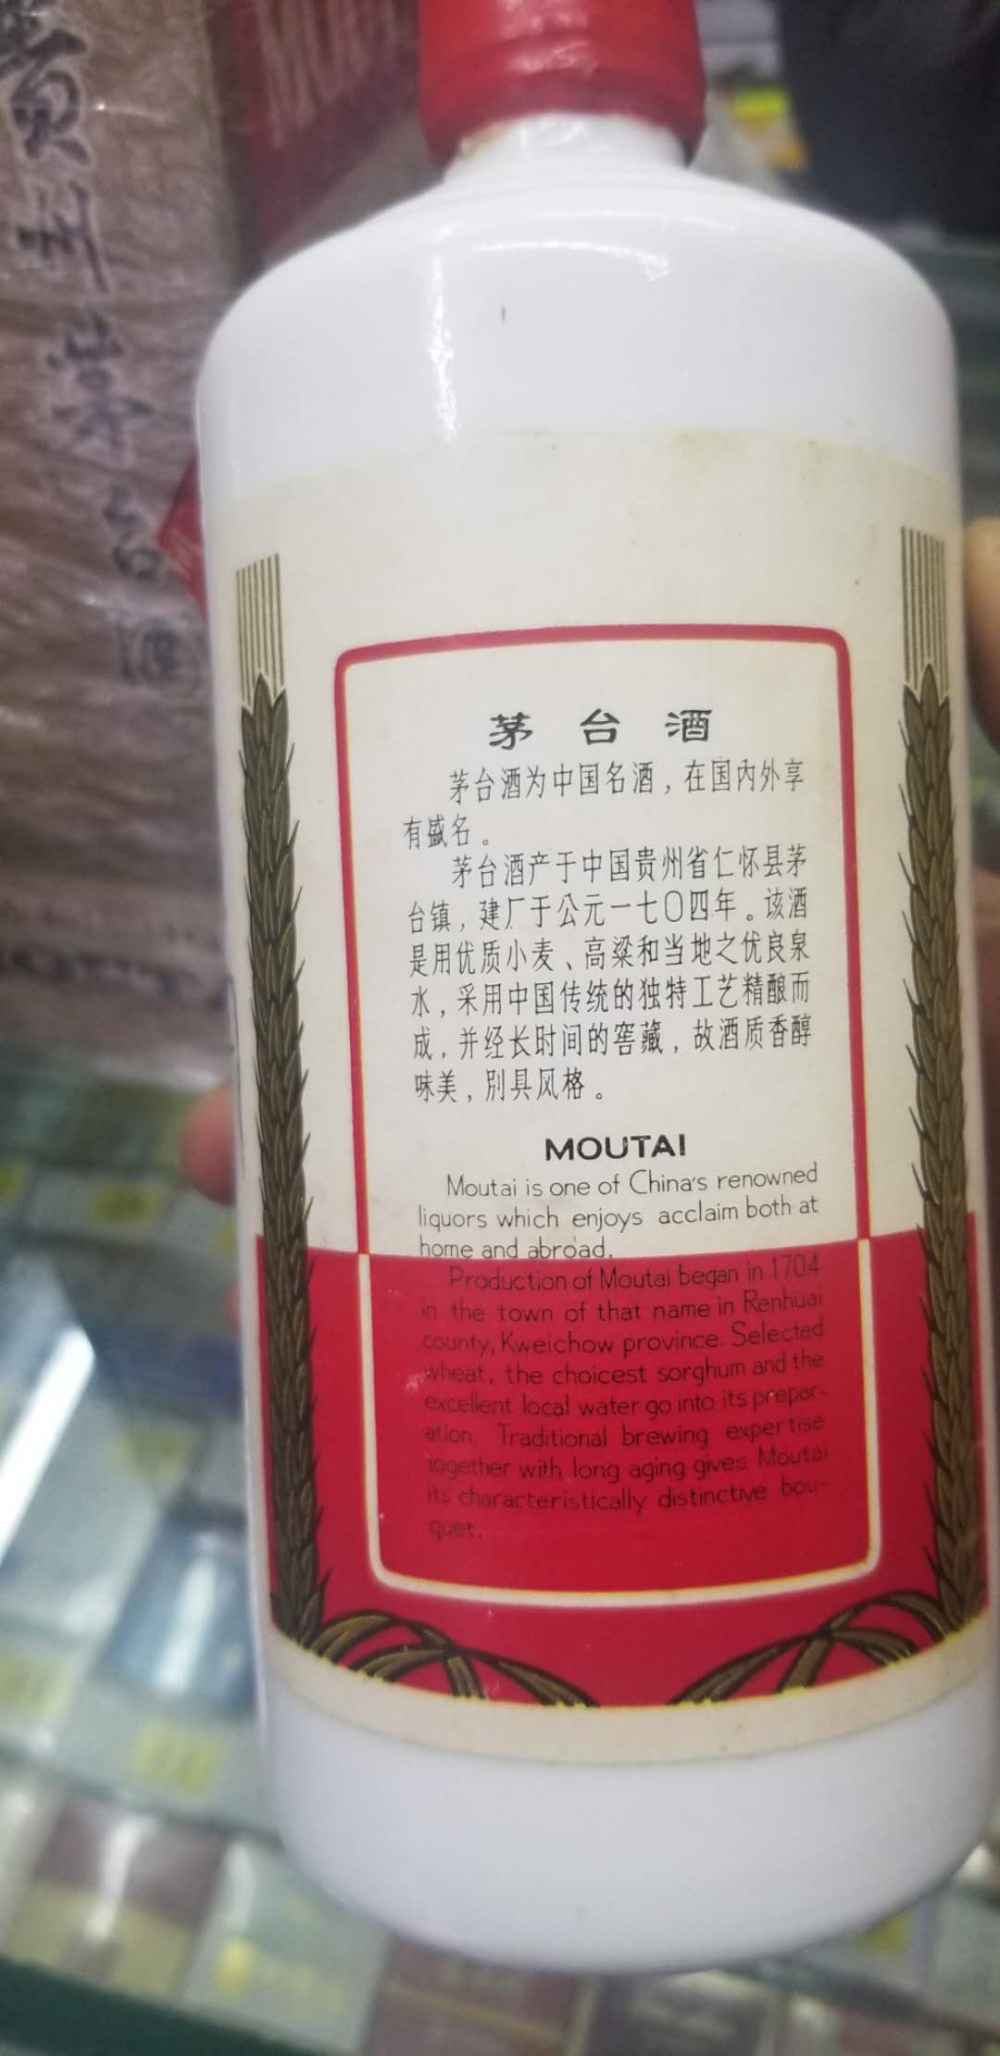 貴州茅台酒
茅台酒
茅台酒为中国名酒，在国内外享
有盛名。
茅台酒产于中国贵州省仁怀县茅
台镇，建厂于公元一七〇四年。该酒
是用优质小麦、高粱和当地之优良泉
水，采用中国传统的独特工艺精酿而
成，并经长时间的窖藏，故酒质香醇
味美，别具风格。
MOUTAI
Moutai is one of China's renowned
liquors which enjoys acclaim both at
home and abroad.
Production of Moutai began in 1704
in the town of that name in Renhuai
county, Kweichow province. Selected
wheat, the choicest sorghum and the
excellent local water go into its prepar-
ation. Traditional brewing expertise
together with long aging gives Moutai
its characteristically distinctive bou-
quet.